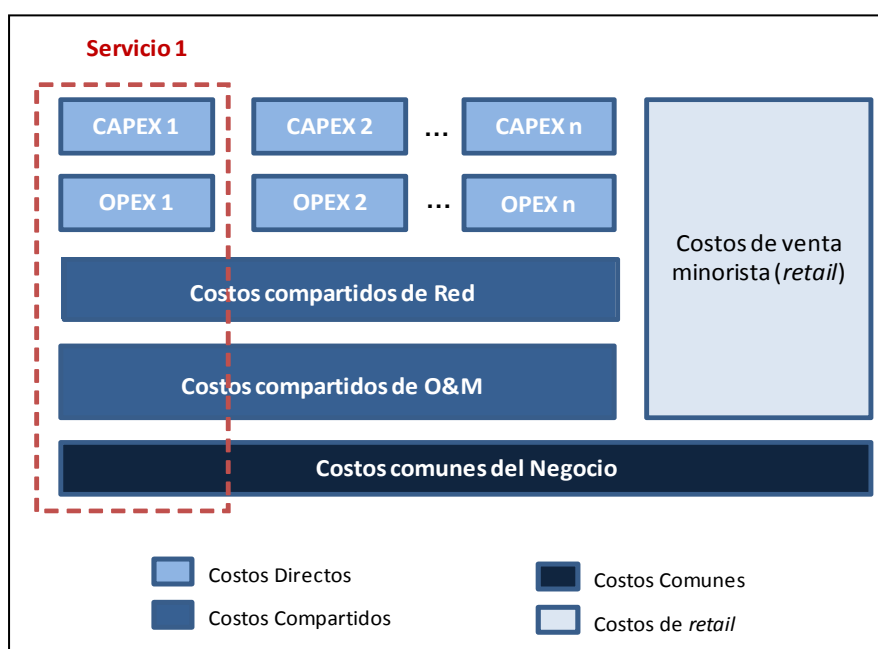 Servicio 1
CAPEX 1
CAPEX 2
...
CAPEX n
OPEX 1
OPEX 2
...
OPEX n
Costos de venta
minorista (retail)
Costos compartidos de Red
Costos compartidos de O&M
Costos comunes del Negocio
Costos Directos
Costos Comunes
Costos Compartidos
Costos de retail